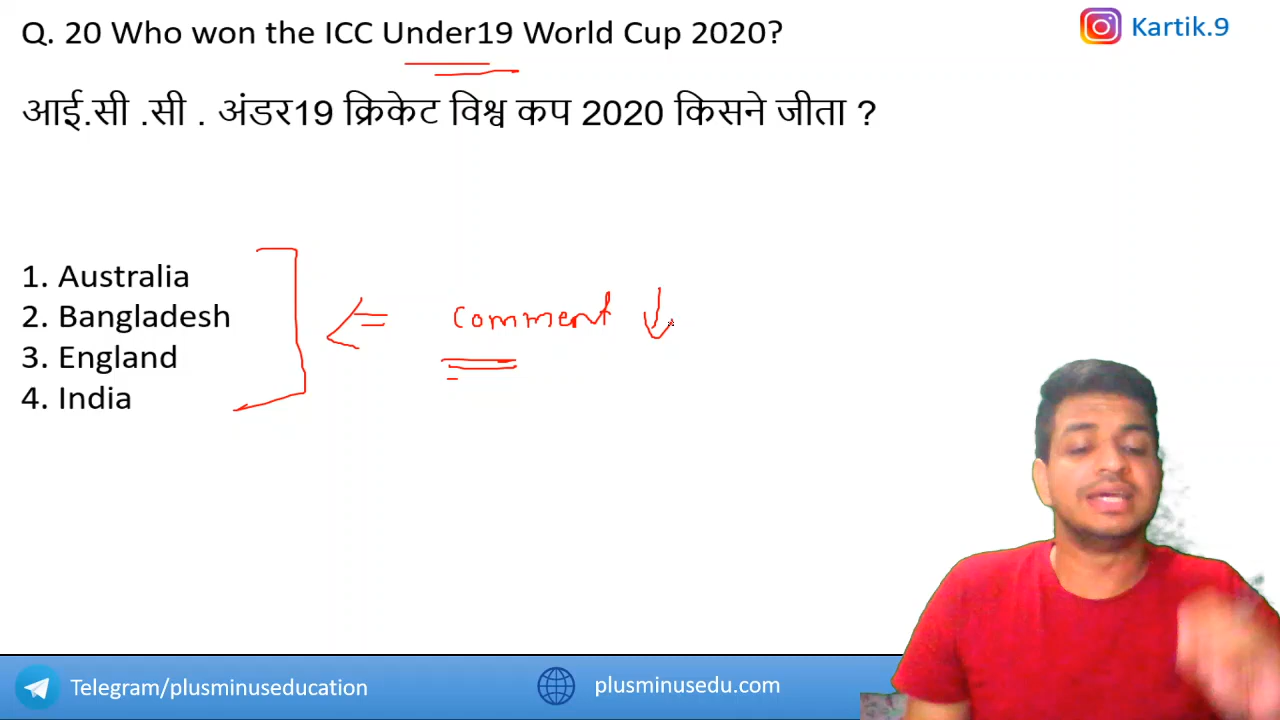 Q. 20 Who won the ICC Under19 World Cup 2020?
Kartik.9
आई.सी .सी . अंडर19 क्रिकेट विश्व कप 2020 किसने जीता ?
1. Australia
2. Bangladesh
comment
3. England
4. India
Telegram/plusminuseducation
plusminusedu.com